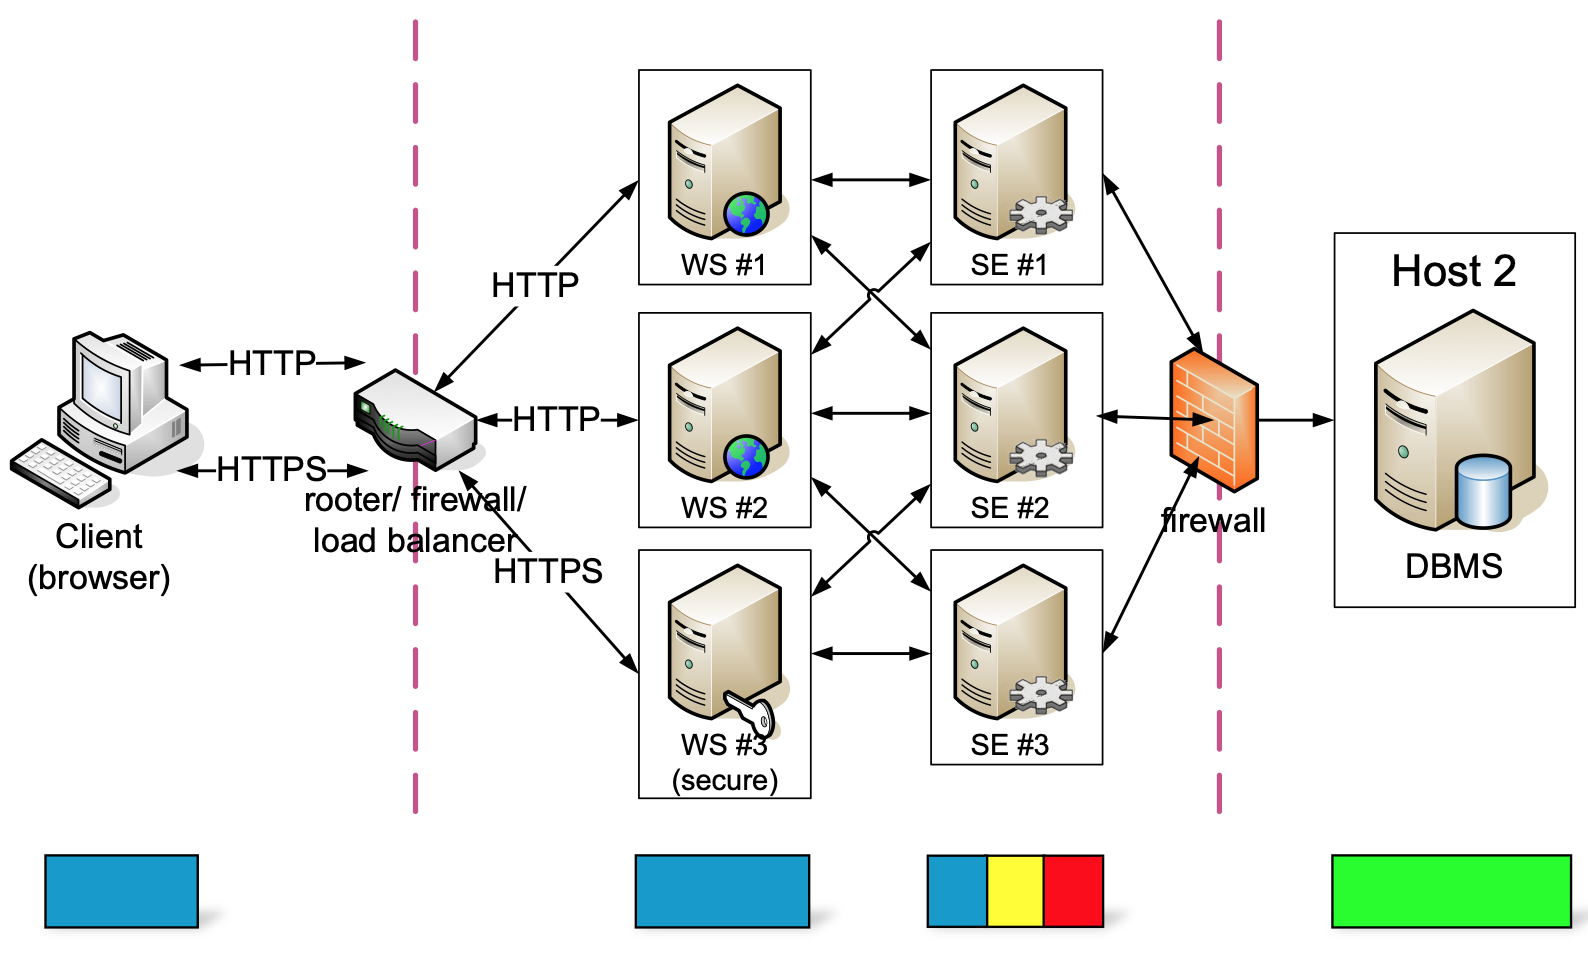 HTTP
HTTPS
Client
(browser)
rooter/ firewall/
load balancer
HTTP
HTTP
HTTPS
WS #1
WS #2
WS #3
(secure)
SE #1
SE #2
SE #3
firewall
Host 2
DBMS